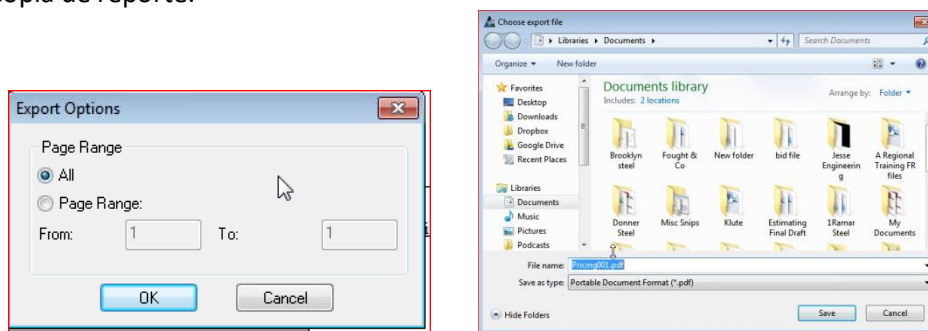 copia de reporte.
Export Options
Page Range
All
Page Range:
From: 1 To: 1
OK Cancel
Choose export file
Libraries Documents Search Documents
Organize New folder
Favorites
Desktop
Downloads
Dropbox
Google Drive
Recent Places
Libraries
Documents
Music
Pictures
Podcasts
Documents library
Includes: 2 locations
Arrange by: Folder
Brooklyn steel
Fought & Co
New folder
bid file
Jesse Engineerin g
A Regional Training FR files
Donner Steel
Misc Snips
Klute
Estimating Final Draft
1Ramar Steel
My Documents
File name: Pricing001.pdf
Save as type: Portable Document Format (*.pdf)
Hide Folders Save Cancel